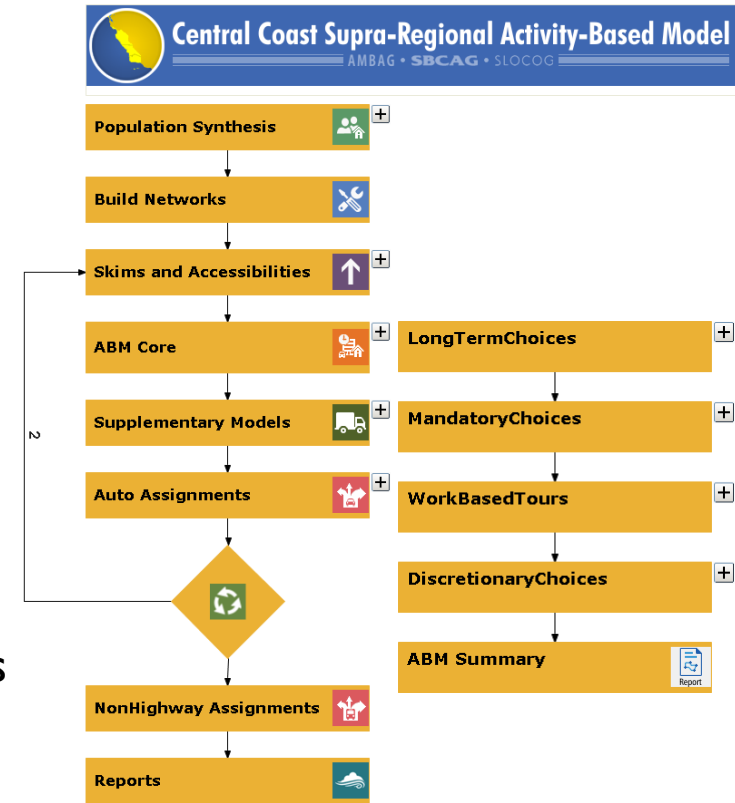 Central Coast Supra-Regional Activity-Based Model
AMBAG • SBCAG • SLOCOG
Population Synthesis
Build Networks
Skims and Accessibilities
ABM Core
Supplementary Models
Auto Assignments
2
s
NonHighway Assignments
Reports
LongTermChoices
MandatoryChoices
WorkBasedTours
DiscretionaryChoices
ABM Summary
Report